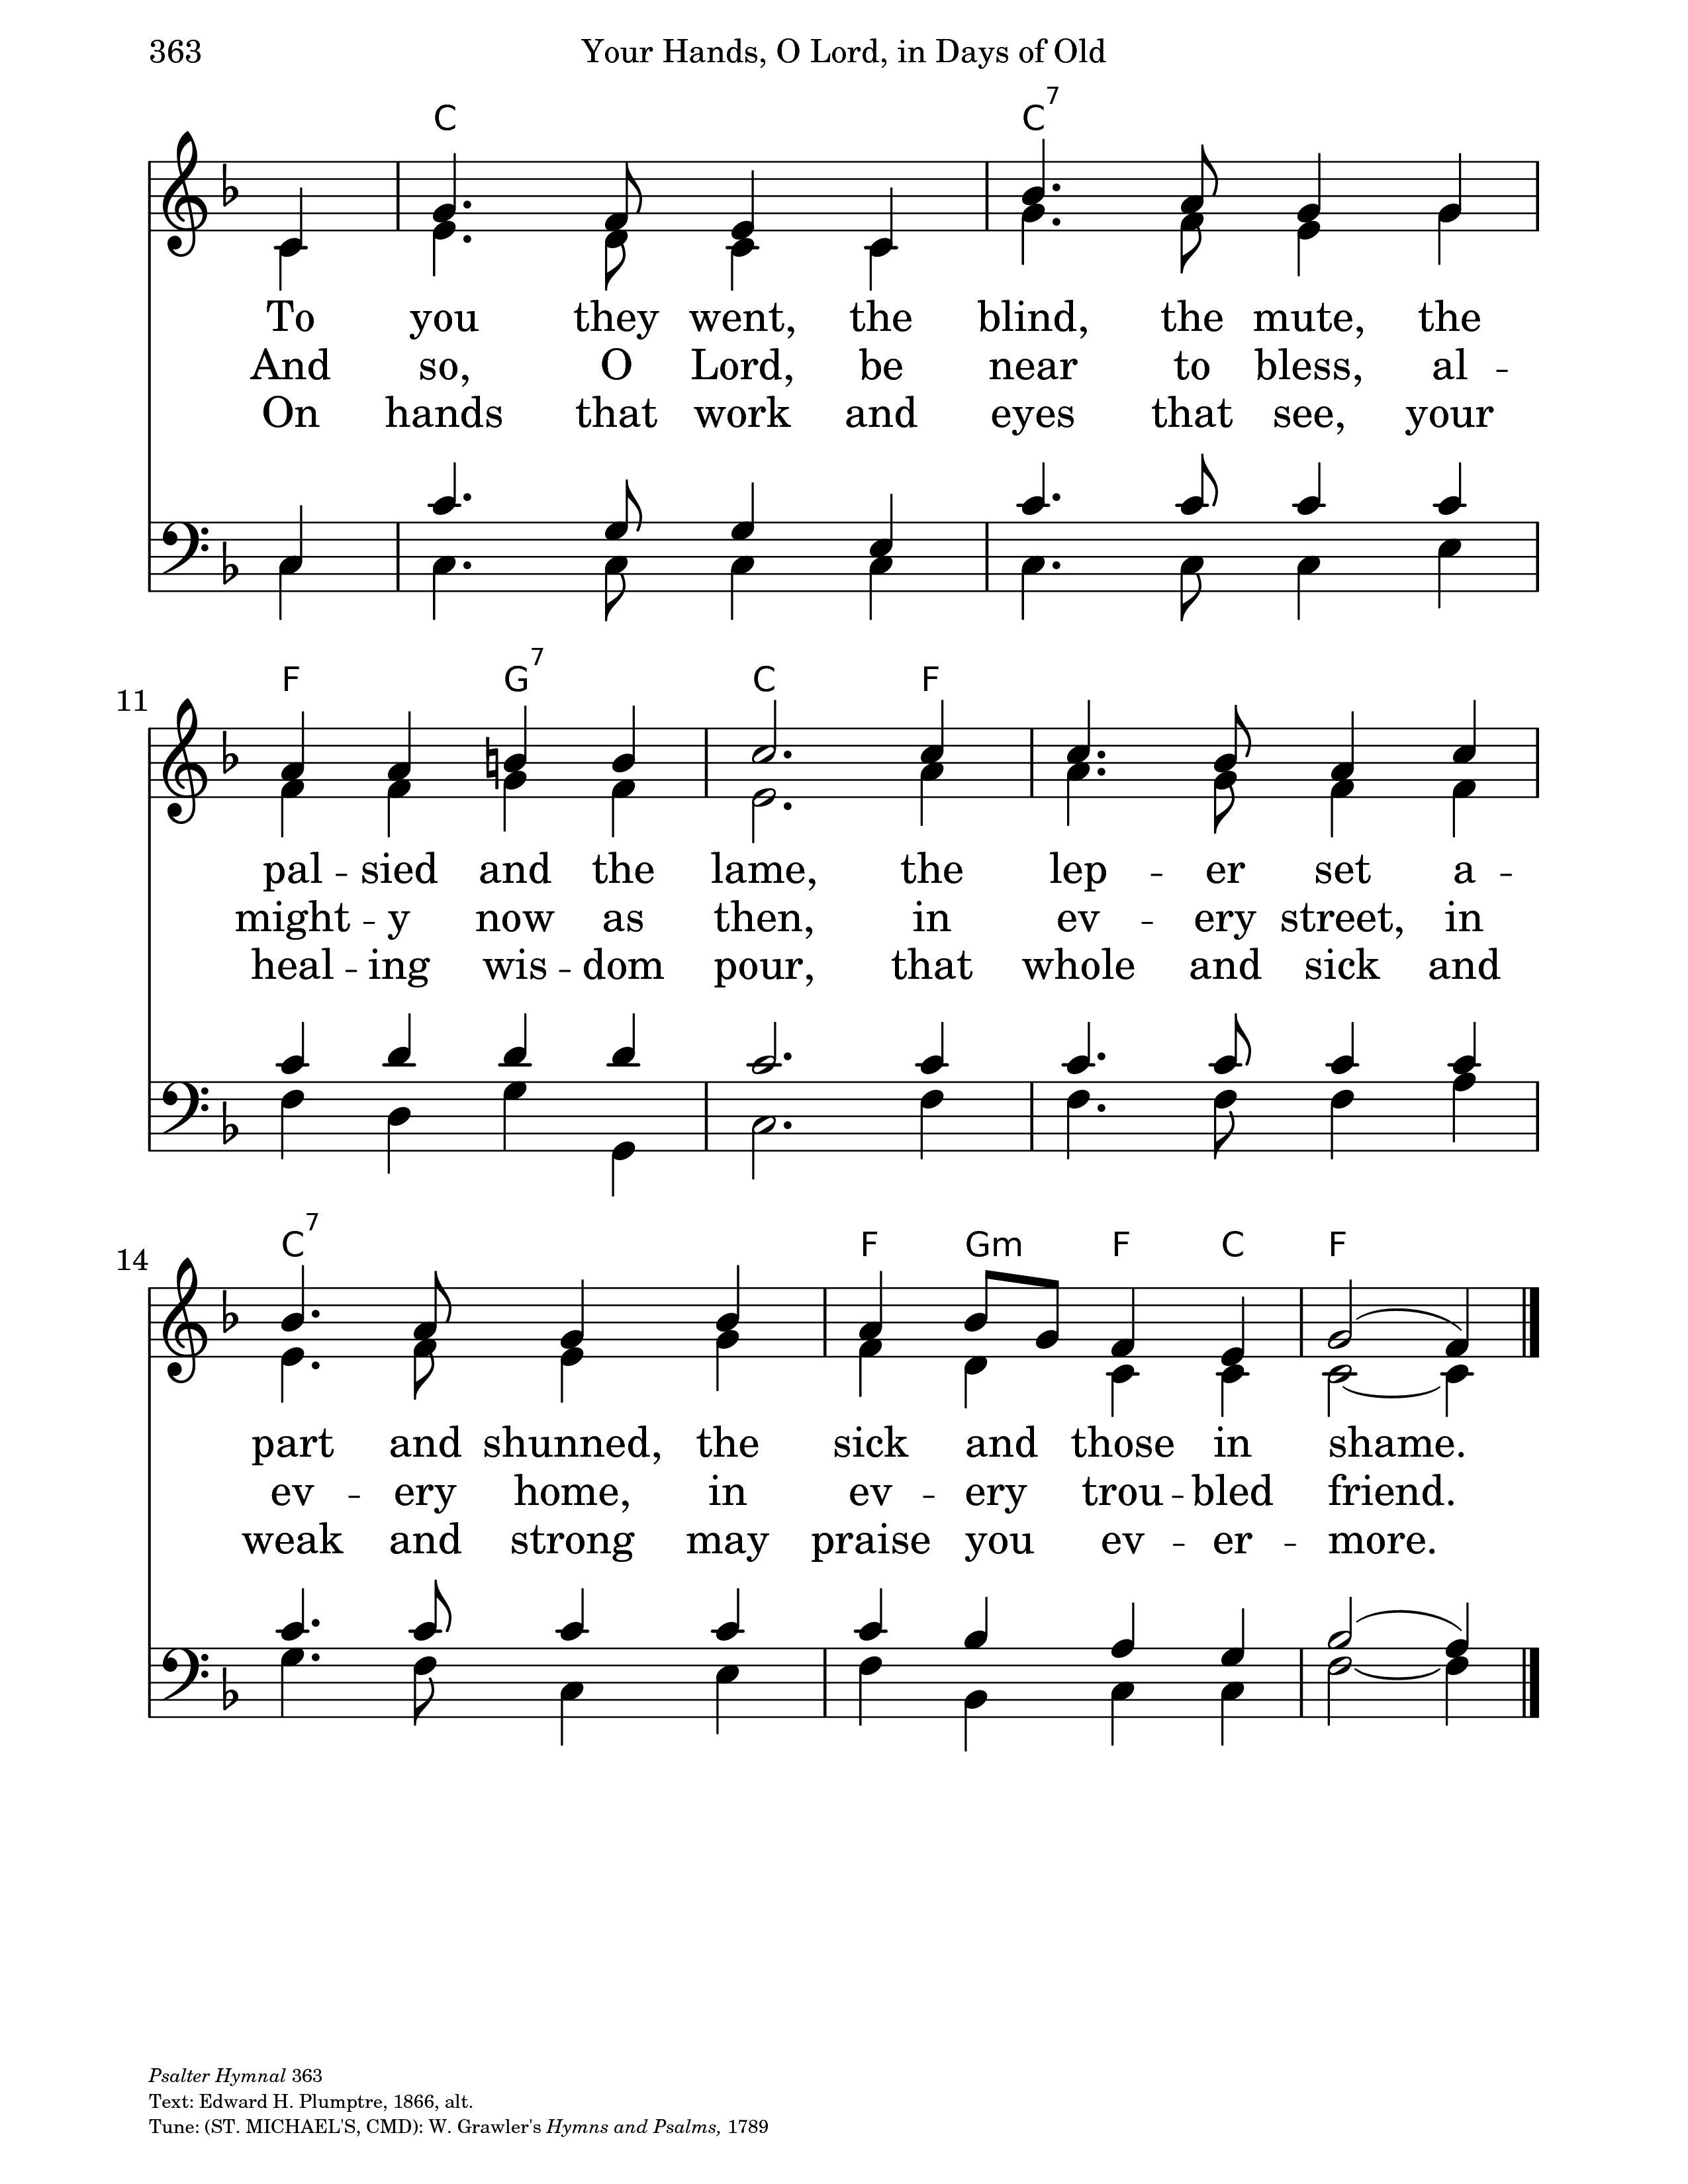 363 Your Hands, O Lord, in Days of Old
C C7
To you they went, the blind, the mute, the
And so, O Lord, be near to bless, al -
On hands that work and eyes that see, your
F G7 C F
11
pal - sied and the lame, the lep - er set a -
might - y now as then, in ev - ery street, in
heal - ing wis - dom pour, that whole and sick and
C7 F Gm F C F
14
part and shunned, the sick and those in shame.
ev - ery home, in ev - ery trou - bled friend.
weak and strong may praise you ev - er - more.
Psalter Hymnal 363
Text: Edward H. Plumptre, 1866, alt.
Tune: (ST. MICHAEL'S, CMD): W. Grawler's Hymns and Psalms, 1789